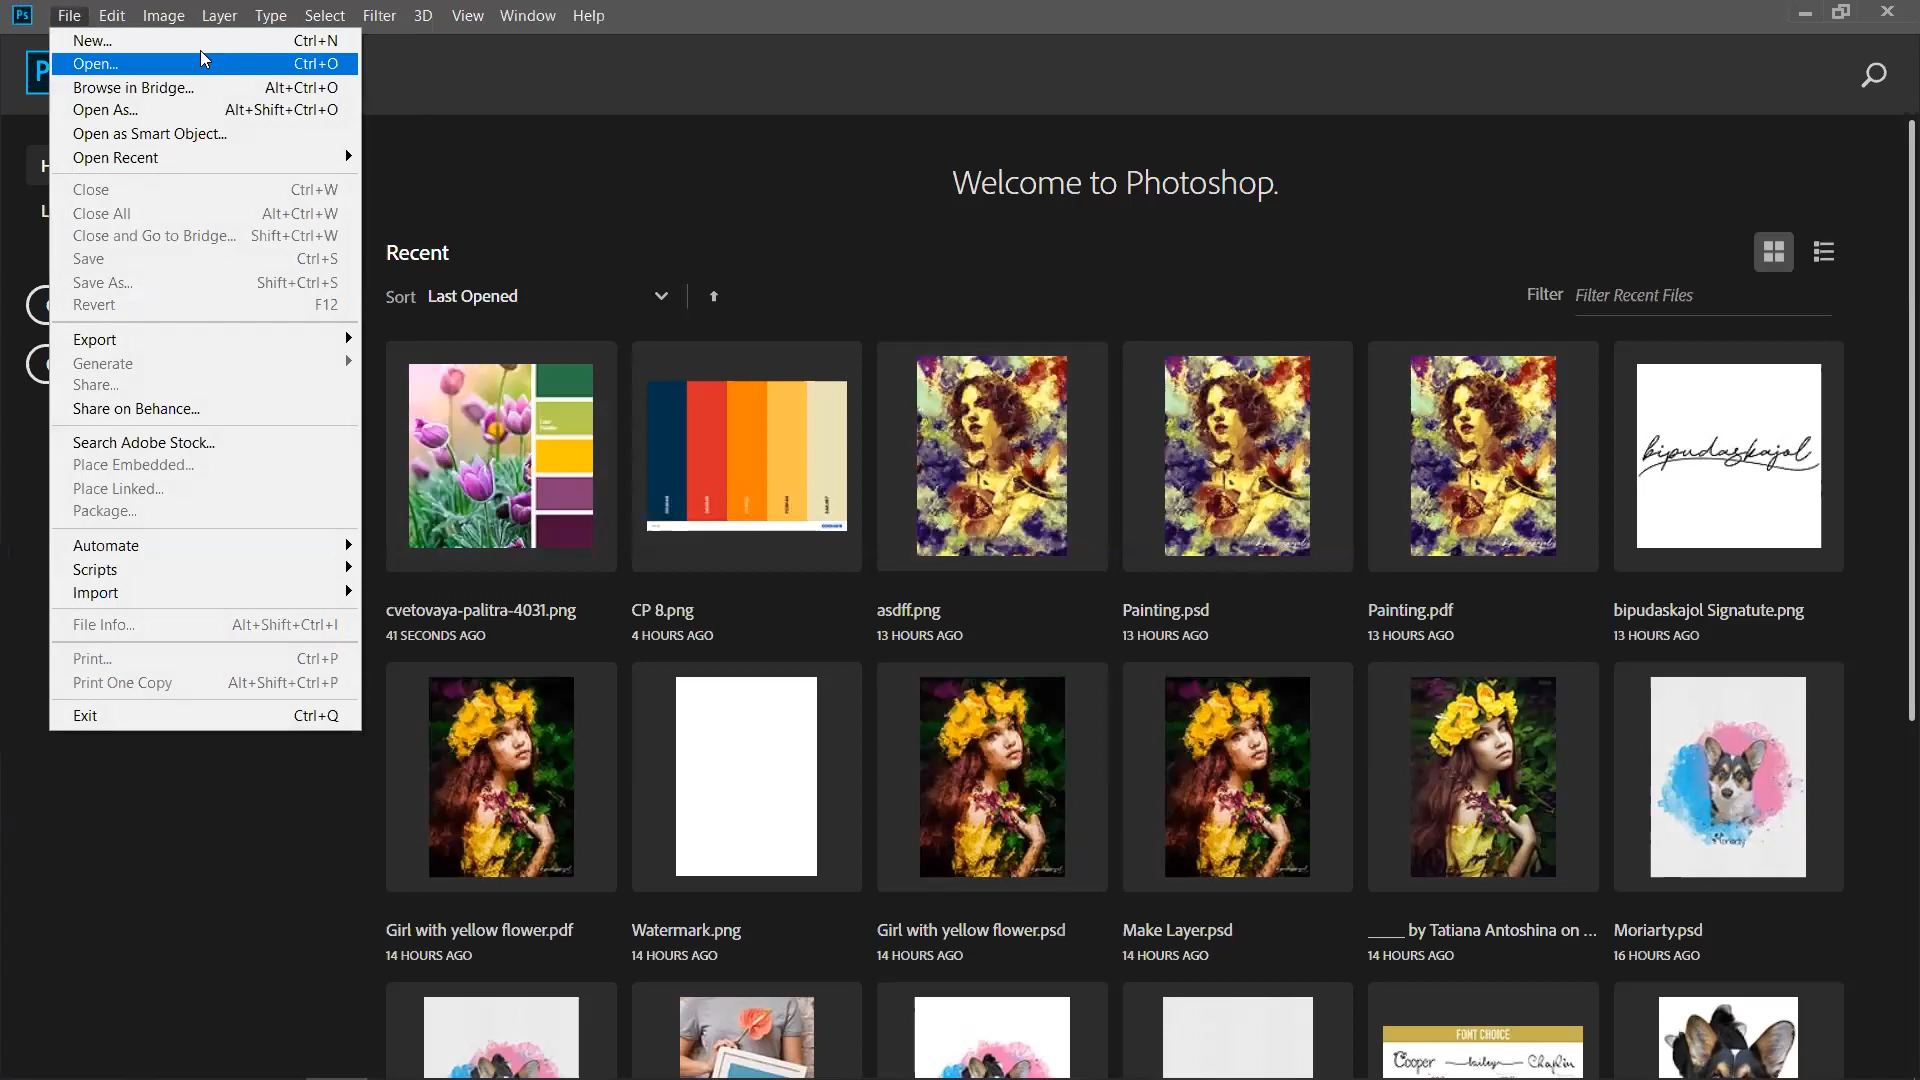 Ps File Edit Image Layer Type Select Filter 3D View Window Help
New... Ctrl+N
Open... Ctrl+O
Browse in Bridge... Alt+Ctrl+O
Open As... Alt+Shift+Ctrl+O
Open as Smart Object...
Open Recent
Close Ctrl+W
Close All Alt+Ctrl+W
Close and Go to Bridge... Shift+Ctrl+W
Save Ctrl+S
Save As... Shift+Ctrl+S
Revert F12
Export
Generate
Share...
Share on Behance...
Search Adobe Stock...
Place Embedded...
Place Linked...
Package...
Automate
Scripts
Import
File Info... Alt+Shift+Ctrl+I
Print... Ctrl+P
Print One Copy Alt+Shift+Ctrl+P
Exit Ctrl+Q
Welcome to Photoshop.
Recent
Sort Last Opened
Filter Filter Recent Files
bipudaskajol
cvetovaya-palitra-4031.png CP 8.png asdff.png Painting.psd Painting.pdf bipudaskajol Signatute.png
41 SECONDS AGO 4 HOURS AGO 13 HOURS AGO 13 HOURS AGO 13 HOURS AGO 13 HOURS AGO
Moriarty
Girl with yellow flower.pdf Watermark.png Girl with yellow flower.psd Make Layer.psd _____ by Tatiana Antoshina on ... Moriarty.psd
14 HOURS AGO 14 HOURS AGO 14 HOURS AGO 14 HOURS AGO 14 HOURS AGO 16 HOURS AGO
FONT CHOICE
Cooper bailey Chaplin